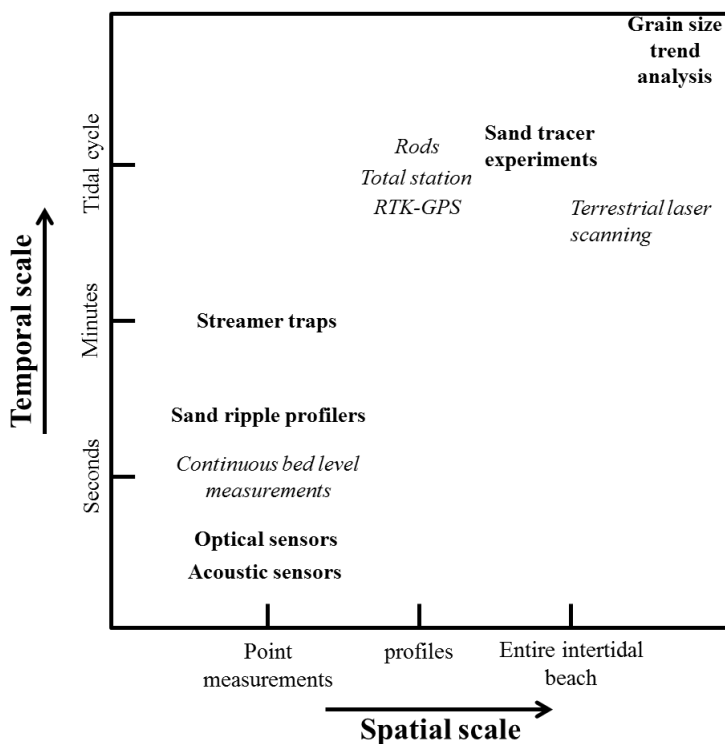 Grain size
trend
analysis
Sand tracer
experiments
Rods
Total station
RTK-GPS
Terrestrial laser
scanning
Streamer traps
Sand ripple profilers
Continuous bed level
measurements
Optical sensors
Acoustic sensors
Temporal scale
Tidal cycle
Minutes
Seconds
Point
measurements
profiles
Entire intertidal
beach
Spatial scale